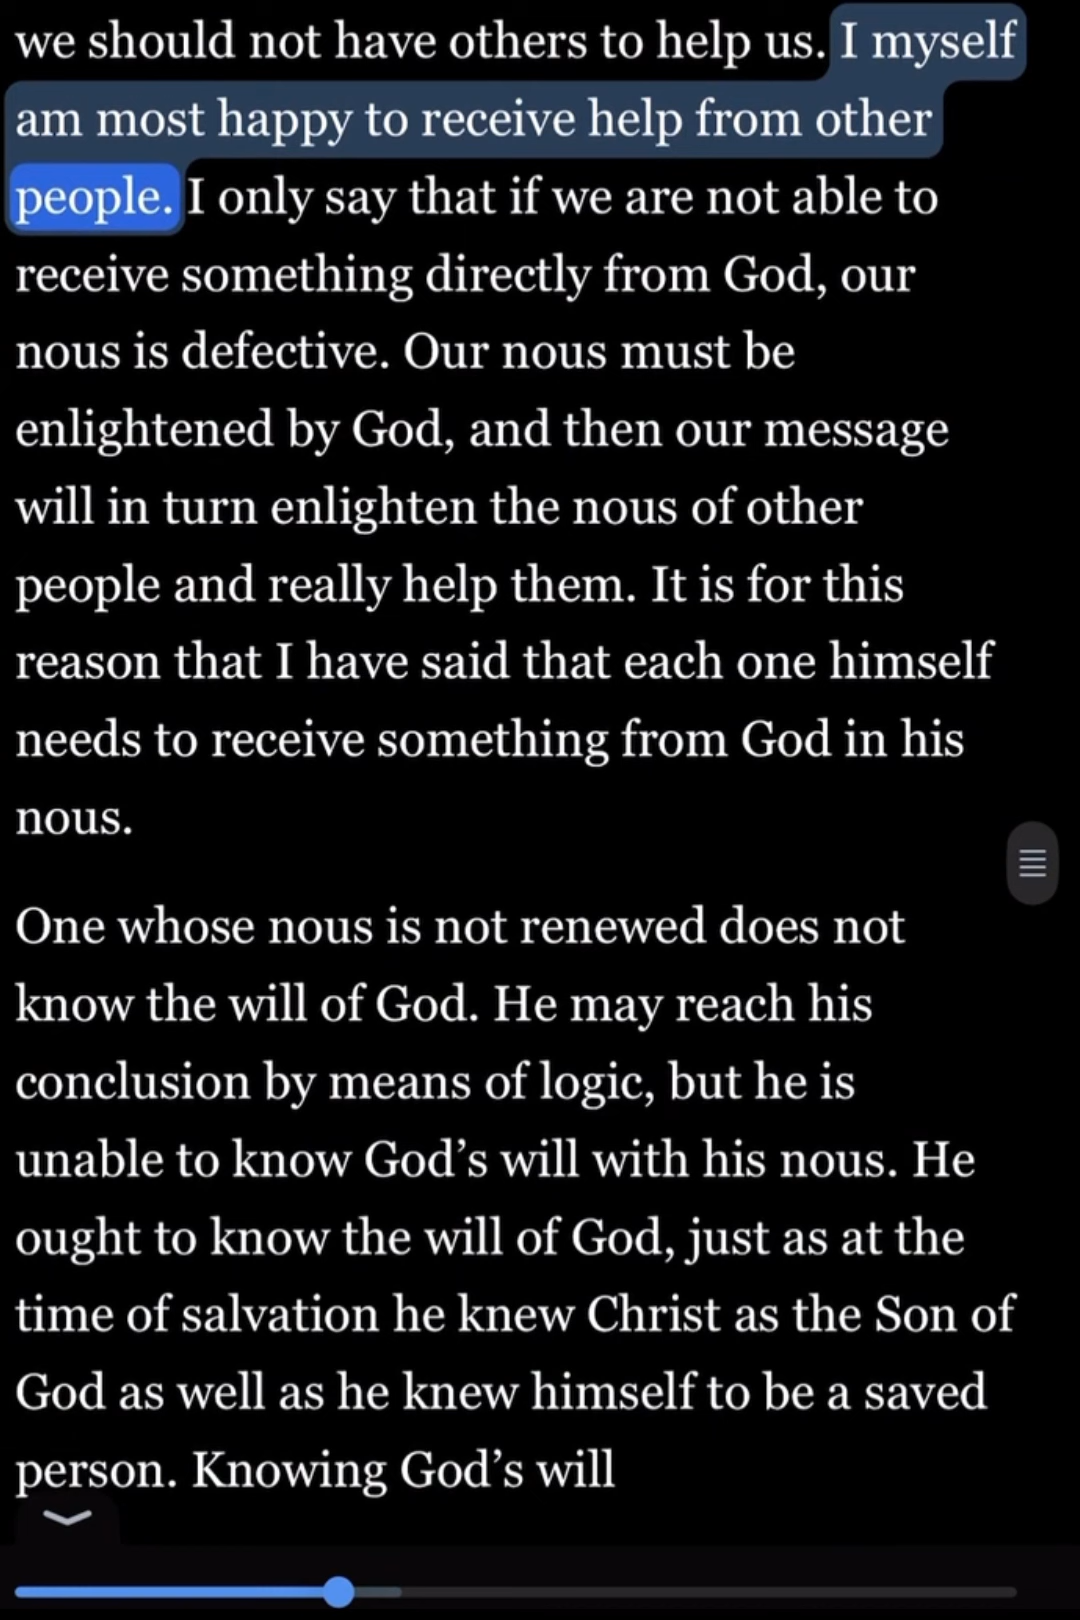 we should not have others to help us. I myself
am most happy to receive help from other
people. I only say that if we are not able to
receive something directly from God, our
nous is defective. Our nous must be
enlightened by God, and then our message
will in turn enlighten the nous of other
people and really help them. It is for this
reason that I have said that each one himself
needs to receive something from God in his
nous.
One whose nous is not renewed does not
know the will of God. He may reach his
conclusion by means of logic, but he is
unable to know God’s will with his nous. He
ought to know the will of God, just as at the
time of salvation he knew Christ as the Son of
God as well as he knew himself to be a saved
person. Knowing God’s will